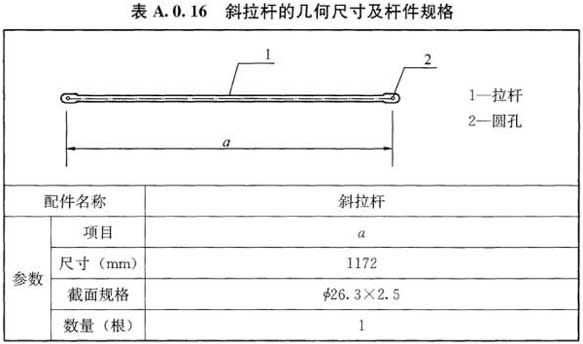 表 A.0.16 斜拉杆的几何尺寸及杆件规格
1
2
1—拉杆
2—圆孔
a
配件名称 斜拉杆
参数
项目 a
尺寸（mm） 1172
截面规格 ϕ26.3×2.5
数量（根） 1